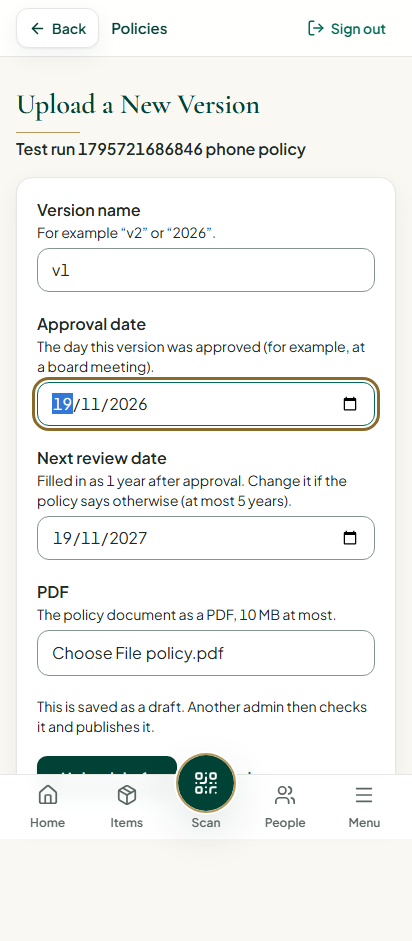 Back
Policies
Sign out
Upload a New Version
Test run 1795721686846 phone policy
Version name
For example “v2” or “2026”.
v1
Approval date
The day this version was approved (for example, at
a board meeting).
19/11/2026
Next review date
Filled in as 1 year after approval. Change it if the
policy says otherwise (at most 5 years).
19/11/2027
PDF
The policy document as a PDF, 10 MB at most.
Choose File policy.pdf
This is saved as a draft. Another admin then checks
it and publishes it.
Home
Items
Scan
People
Menu